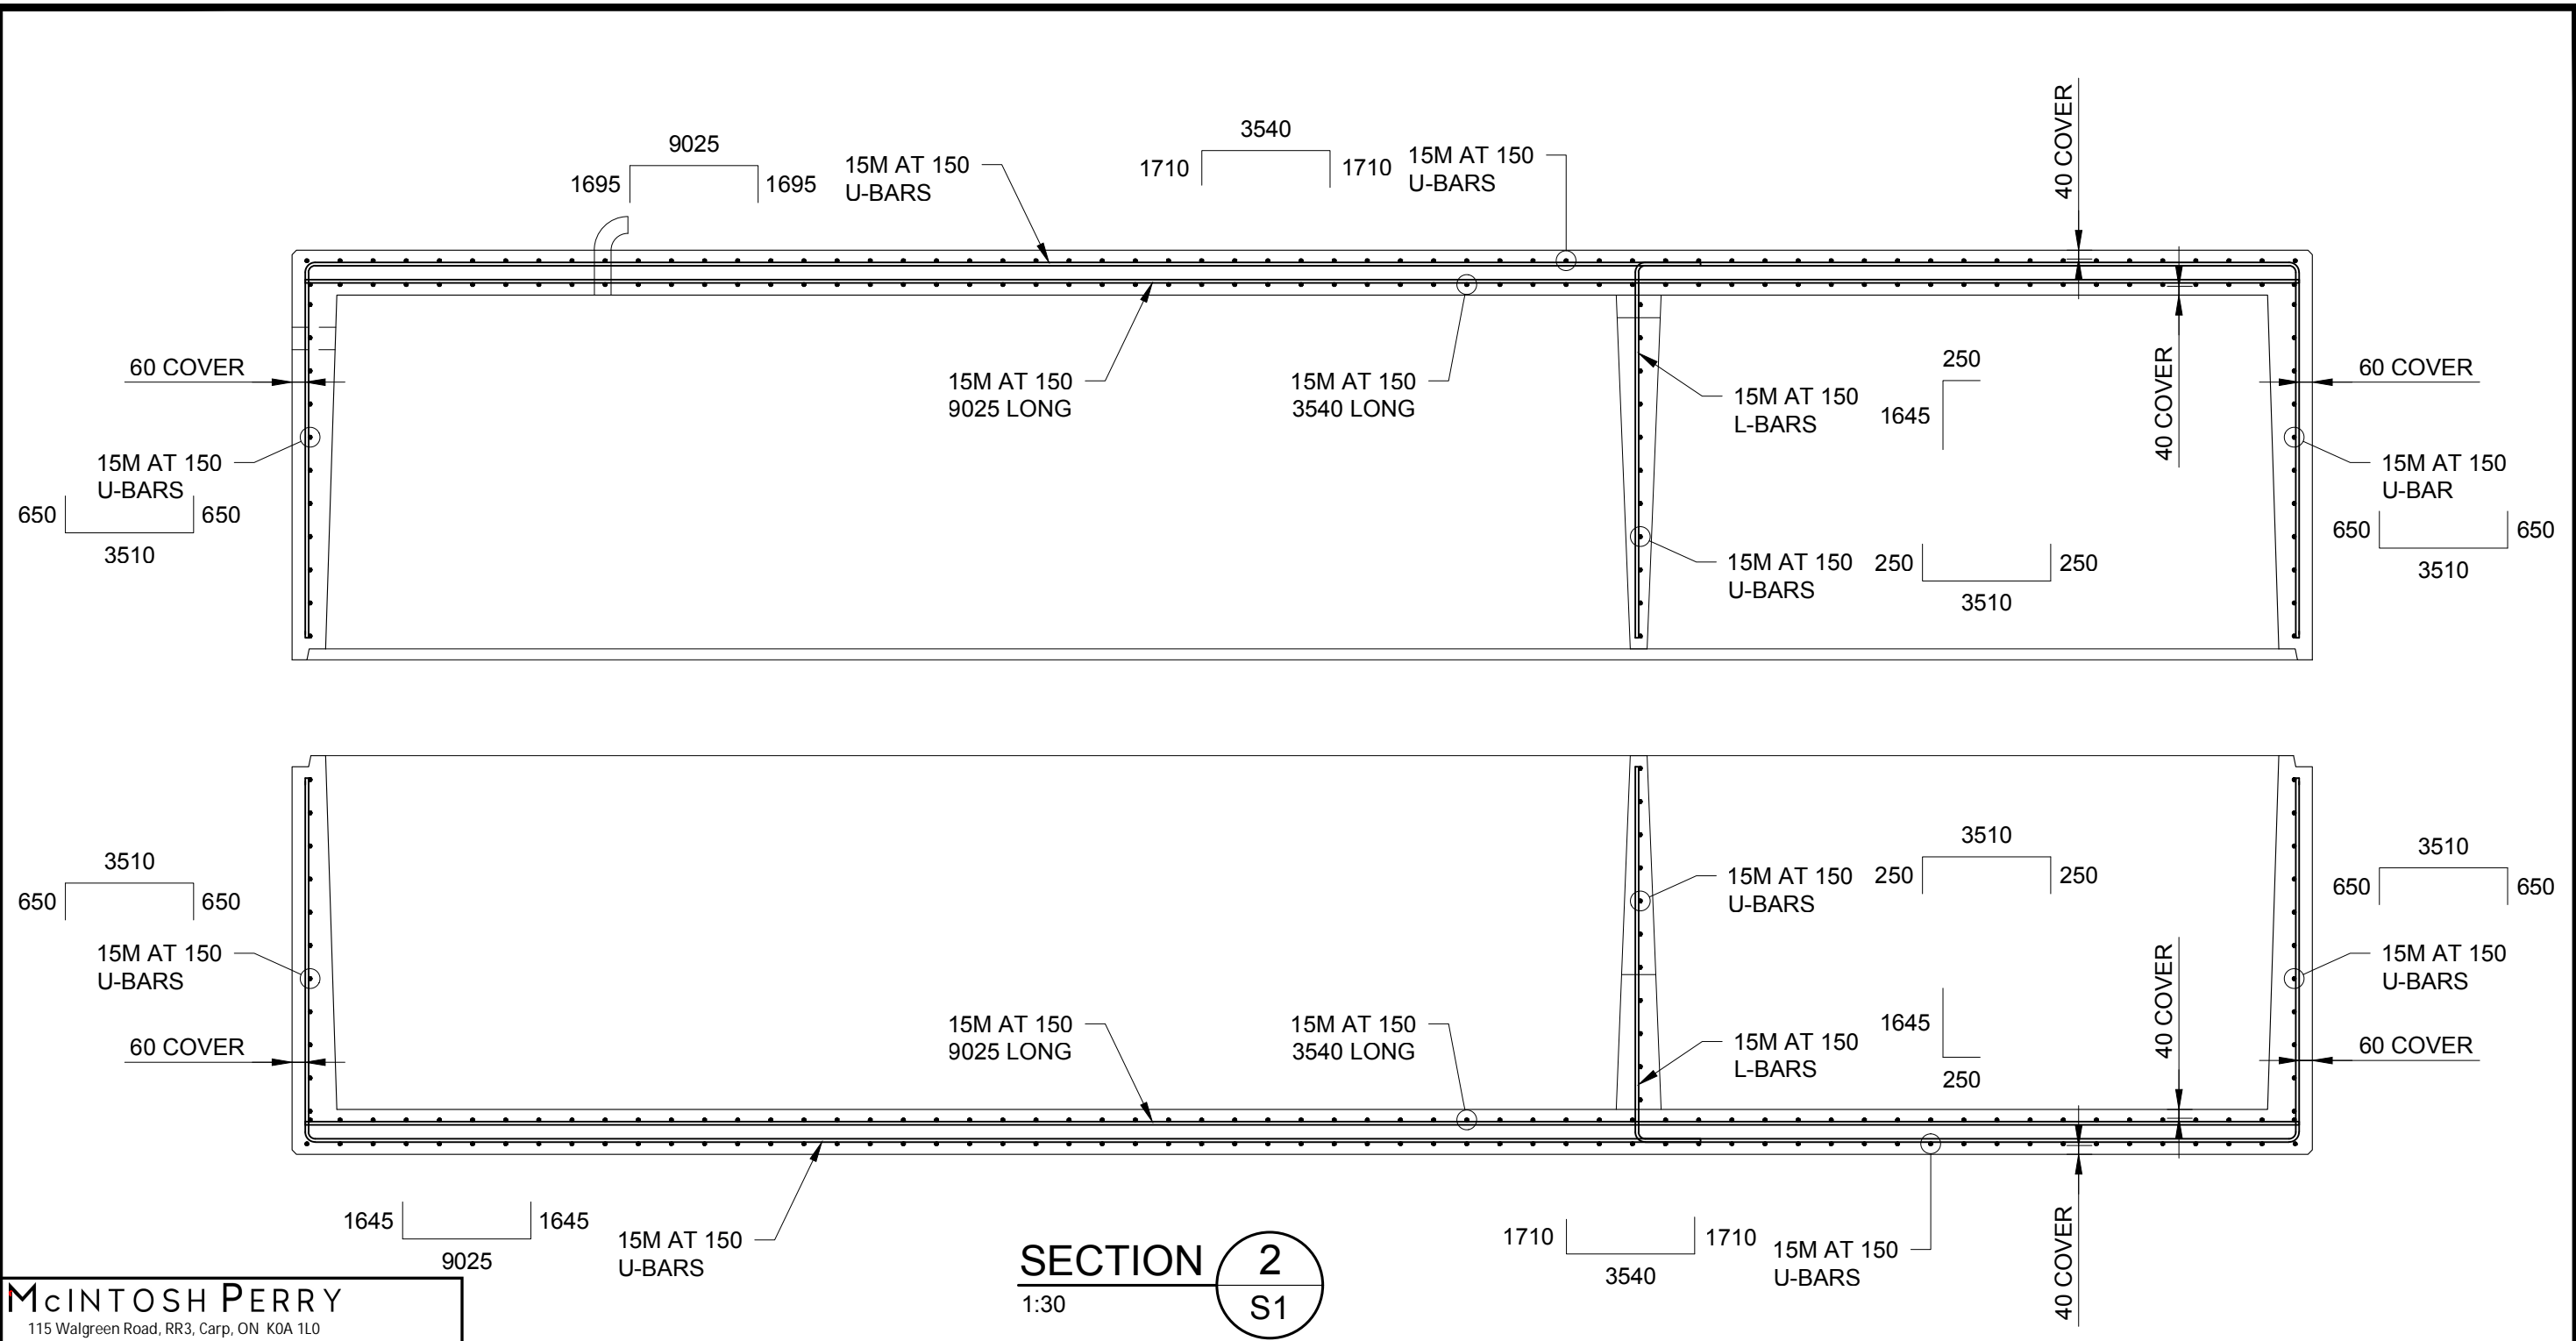 9025
1695
1695
15M AT 150
U-BARS
3540
1710
1710
15M AT 150
U-BARS
40 COVER
60 COVER
15M AT 150
U-BARS
650
650
3510
15M AT 150
9025 LONG
15M AT 150
3540 LONG
15M AT 150
L-BARS
250
1645
40 COVER
60 COVER
15M AT 150
U-BAR
650
650
3510
15M AT 150
U-BARS
250
250
3510
3510
650
650
15M AT 150
U-BARS
60 COVER
15M AT 150
9025 LONG
15M AT 150
3540 LONG
15M AT 150
U-BARS
3510
250
250
15M AT 150
L-BARS
1645
250
40 COVER
3510
650
650
15M AT 150
U-BARS
60 COVER
1645
1645
9025
15M AT 150
U-BARS
SECTION
1:30
2
S1
1710
1710
3540
15M AT 150
U-BARS
40 COVER
McINTOSH PERRY
115 Walgreen Road, RR3, Carp, ON K0A 1L0